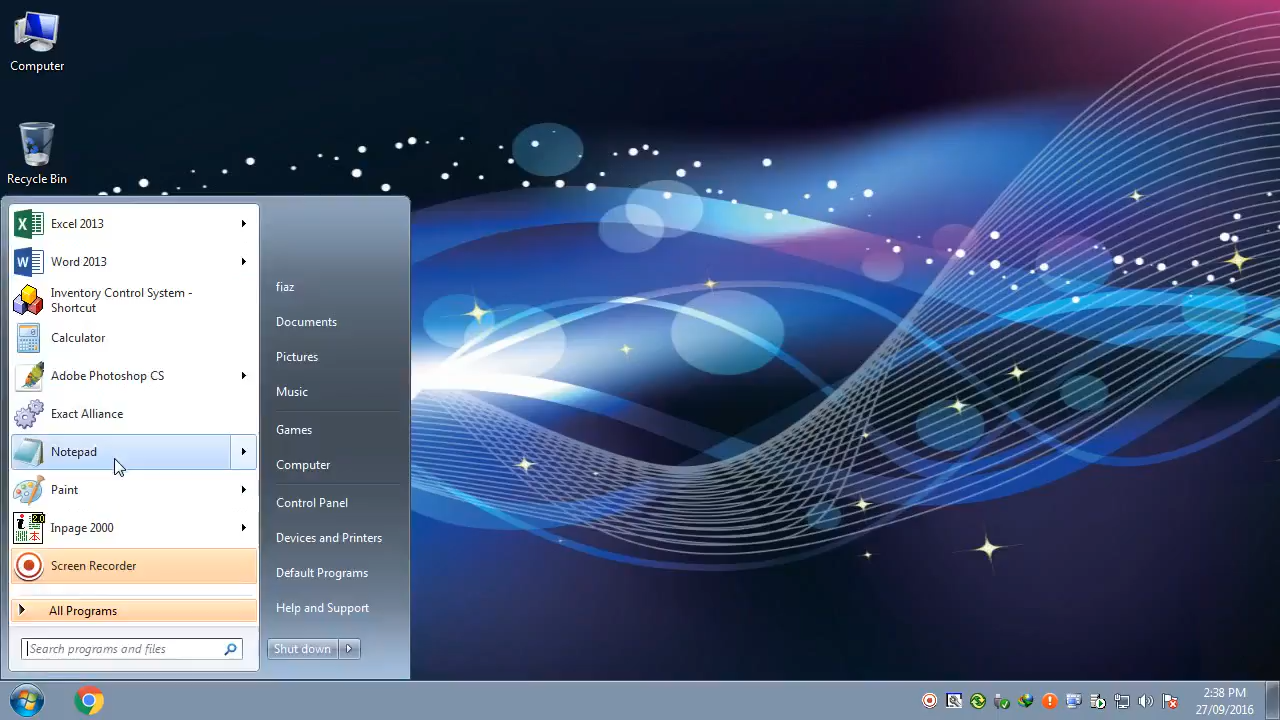 Computer
Recycle Bin
Excel 2013
Word 2013
Inventory Control System -
Shortcut
Calculator
Adobe Photoshop CS
Exact Alliance
Notepad
Paint
Inpage 2000
Screen Recorder
All Programs
Search programs and files
fiaz
Documents
Pictures
Music
Games
Computer
Control Panel
Devices and Printers
Default Programs
Help and Support
Shut down
2:38 PM
27/09/2016